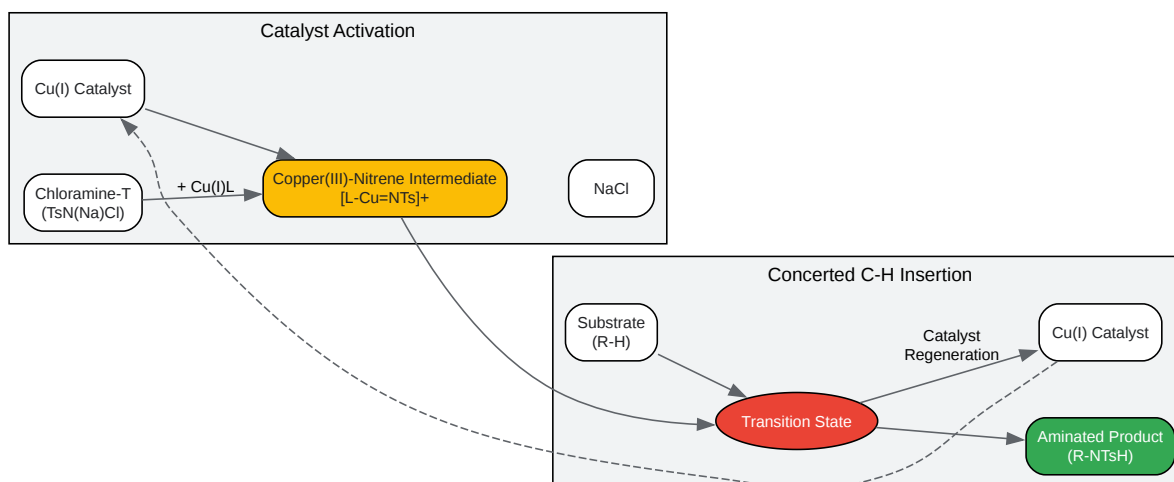 Catalyst Activation
Cu(I) Catalyst
Chloramine-T
(TsN(Na)Cl)
+ Cu(I)L
Copper(III)-Nitrene Intermediate
[L-Cu=NTs]+
NaCl
Concerted C-H Insertion
Substrate
(R-H)
Catalyst
Regeneration
Cu(I) Catalyst
Transition State
Aminated Product
(R-NTsH)